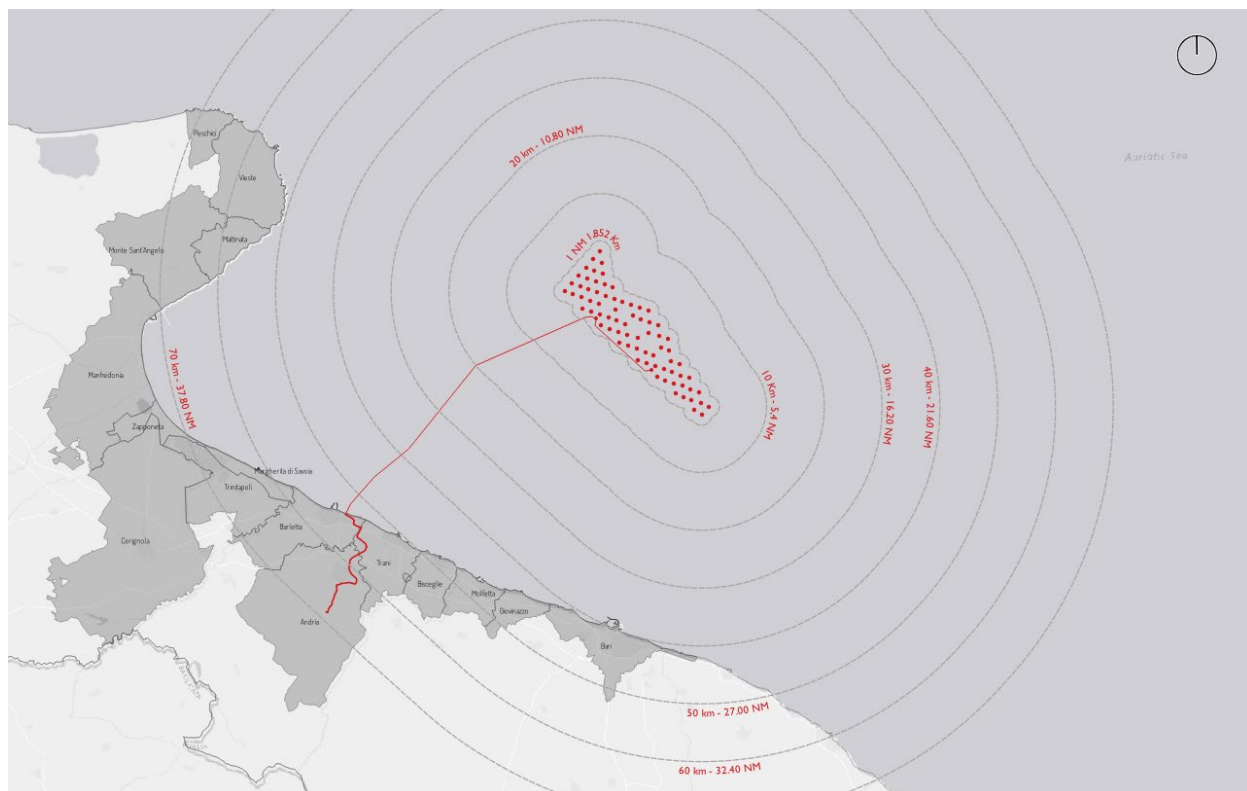 Peschici
Vieste
Mattinata
Monte Sant'Angelo
Manfredonia
Zapponeta
Margherita di Savoia
Trinitapoli
Cerignola
Barletta
Andria
Trani
Bisceglie
Molfetta
Giovinazzo
Bari
Adriatic Sea
1 NM 1,852 Km
10 Km - 5.4 NM
20 km - 10.80 NM
30 km - 16.20 NM
40 km - 21.60 NM
50 km - 27.00 NM
60 km - 32.40 NM
70 km - 37.80 NM